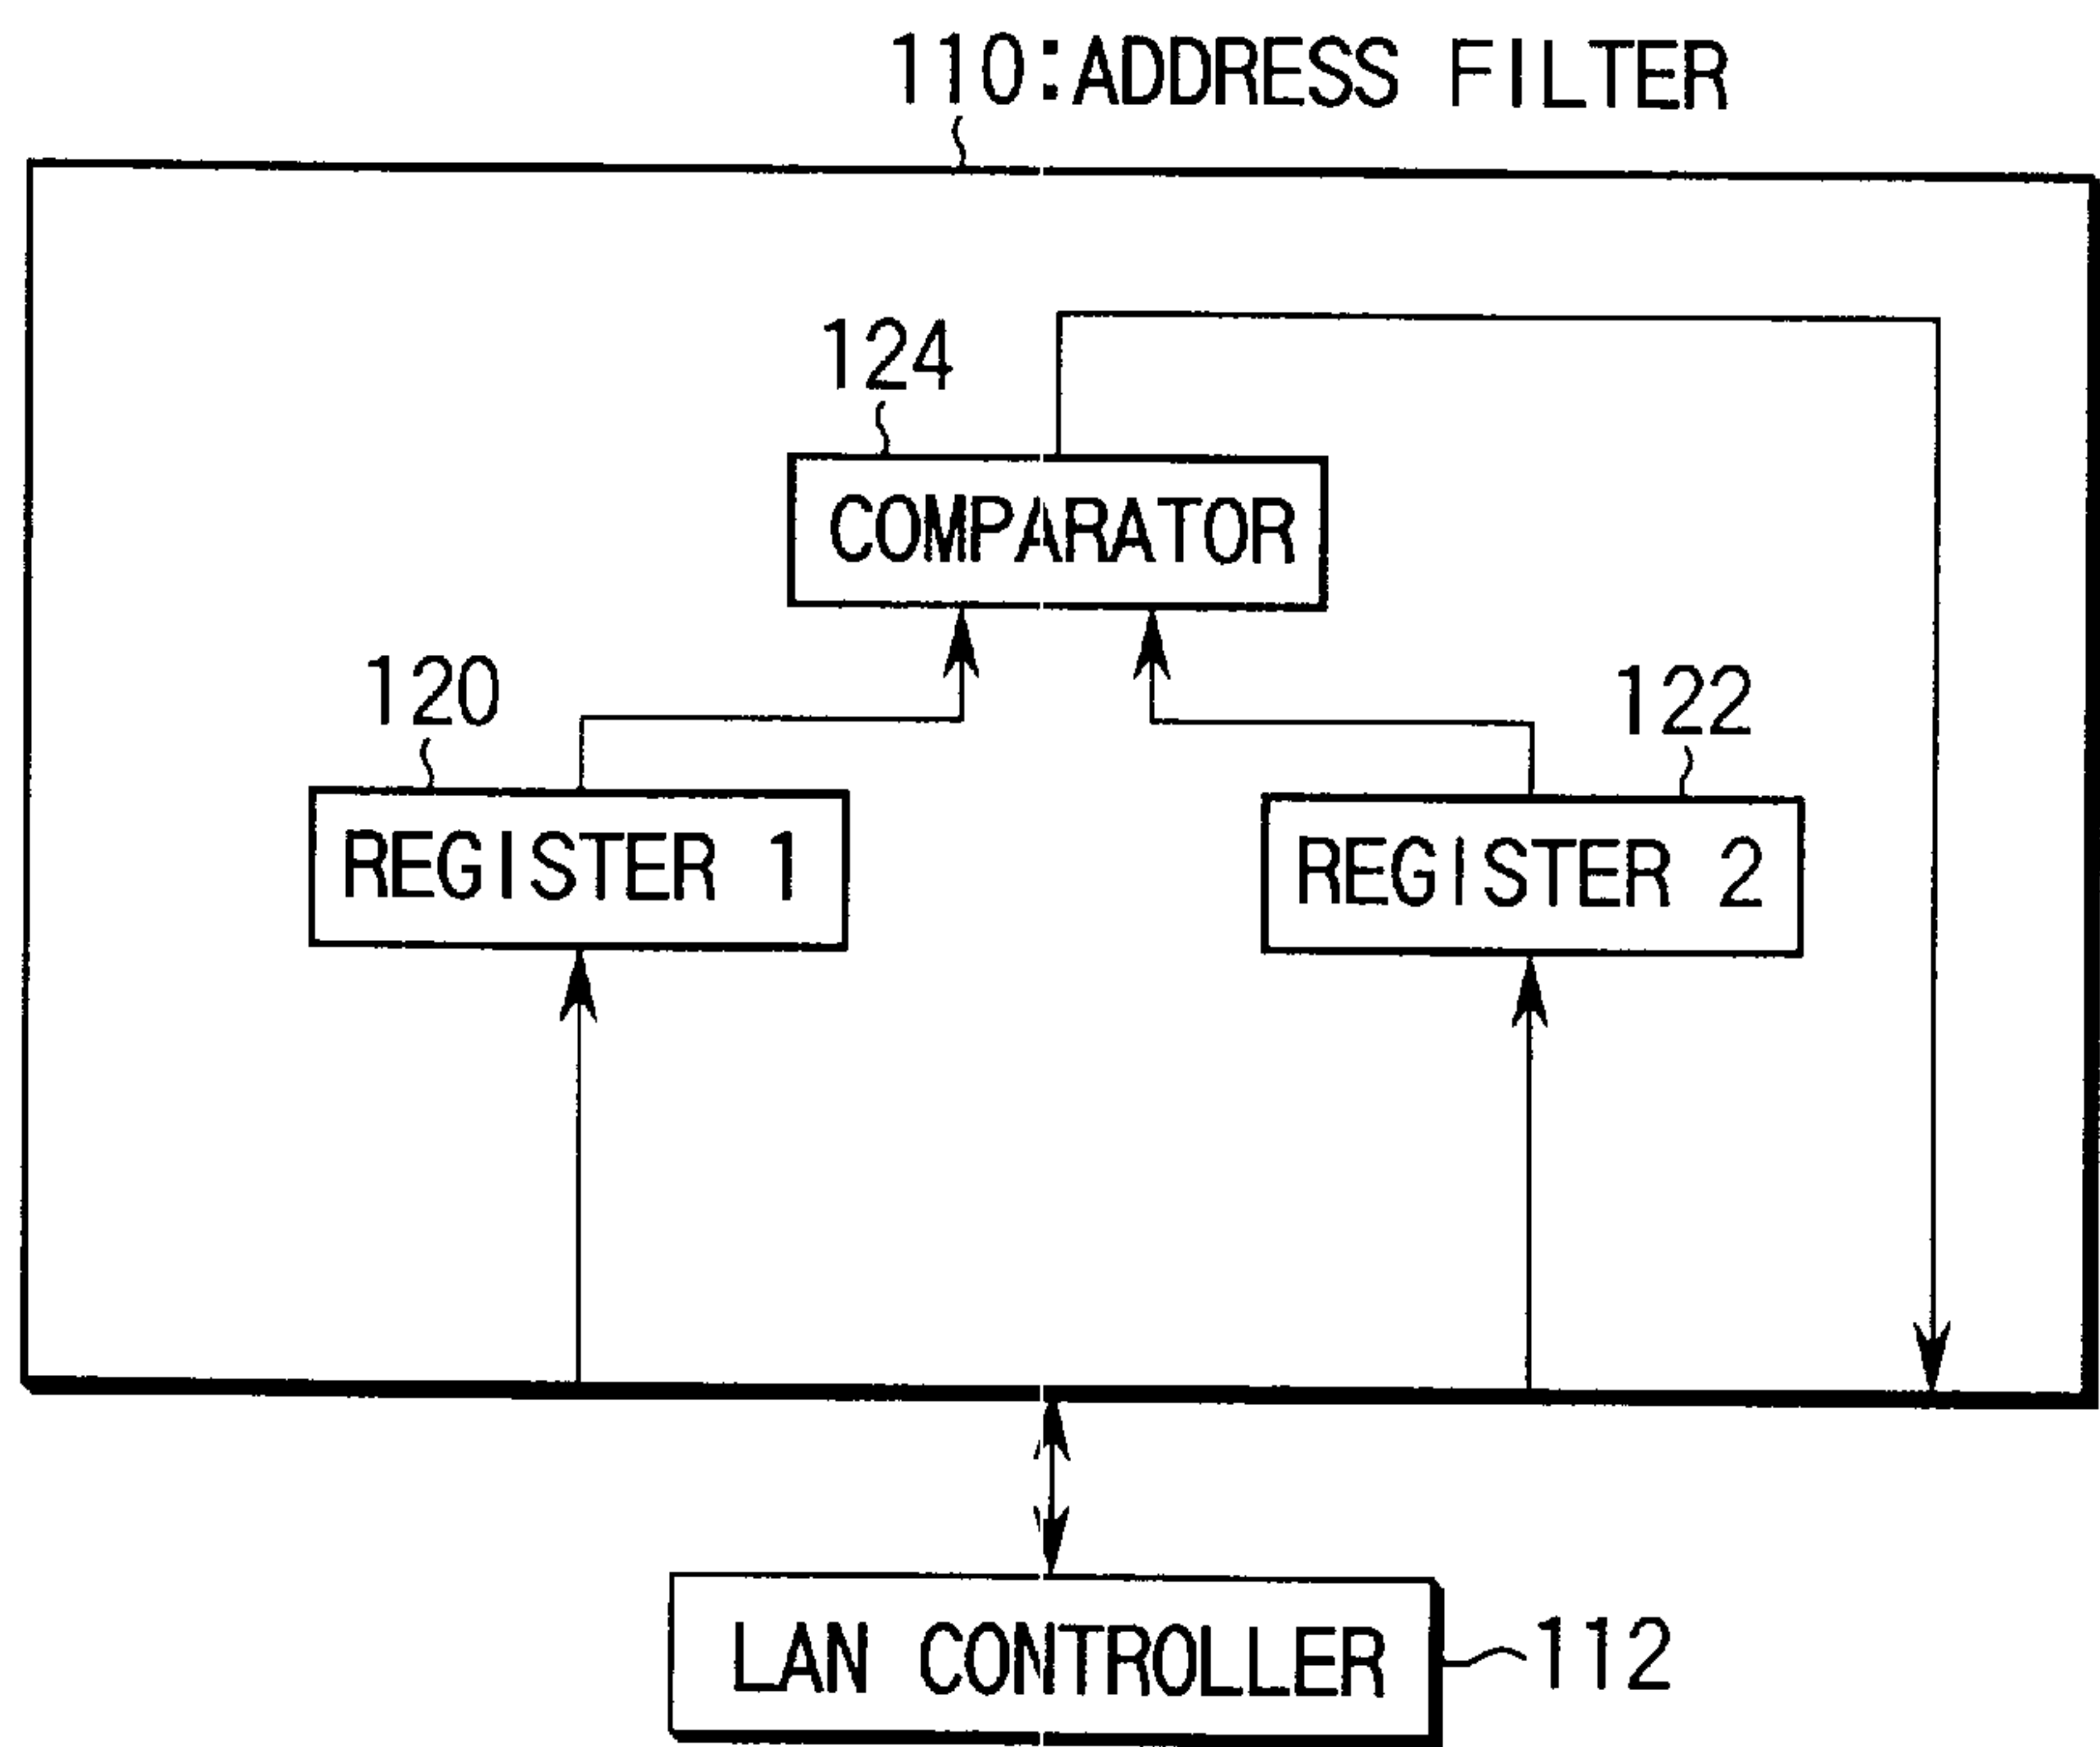 110:ADDRESS FILTER
124
COMPARATOR
120
122
REGISTER 1
REGISTER 2
LAN CONTROLLER
112